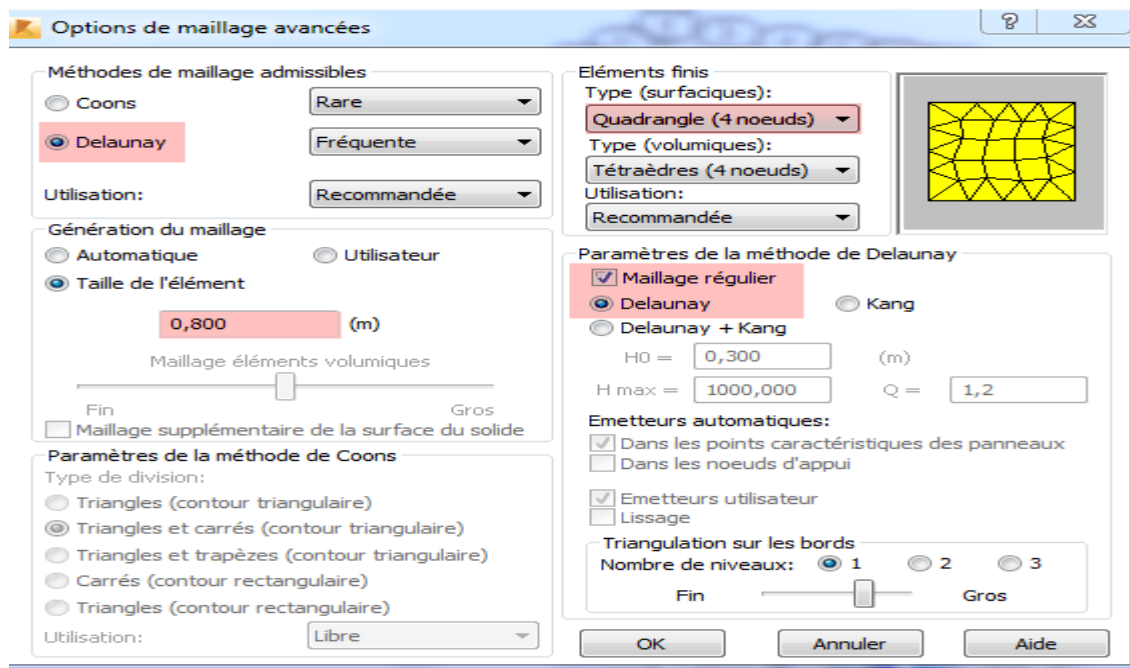 Options de maillage avancées
Méthodes de maillage admissibles
Coons
Rare
Delaunay
Fréquente
Utilisation:
Recommandée
Génération du maillage
Automatique
Utilisateur
Taille de l'élément
0,800
(m)
Maillage éléments volumiques
Fin
Gros
Maillage supplémentaire de la surface du solide
Paramètres de la méthode de Coons
Type de division:
Triangles (contour triangulaire)
Triangles et carrés (contour triangulaire)
Triangles et trapèzes (contour triangulaire)
Carrés (contour rectangulaire)
Triangles (contour rectangulaire)
Utilisation:
Libre
Eléments finis
Type (surfaciques):
Quadrangle (4 noeuds)
Type (volumiques):
Tétraèdres (4 noeuds)
Utilisation:
Recommandée
Paramètres de la méthode de Delaunay
Maillage régulier
Delaunay
Kang
Delaunay + Kang
H0 =
0,300
(m)
H max =
1000,000
Q =
1,2
Emetteurs automatiques:
Dans les points caractéristiques des panneaux
Dans les noeuds d'appui
Emetteurs utilisateur
Lissage
Triangulation sur les bords
Nombre de niveaux:
1
2
3
Fin
Gros
OK
Annuler
Aide